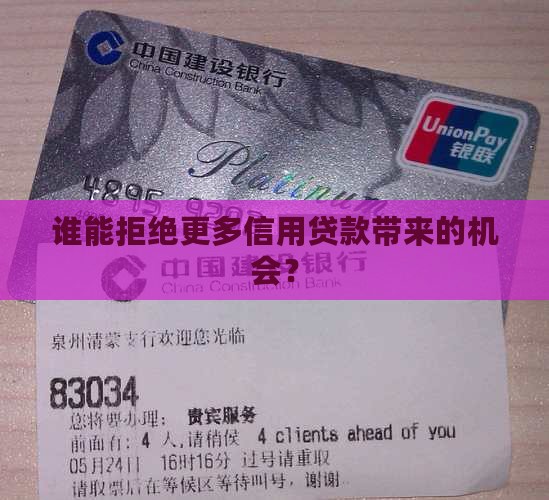 中国建设银行
China Construction Bank
UnionPay
银联
Platinum
4895
谁能拒绝更多信用贷款带来的机
会？
中国建设银行
China Construction Bank
泉州清蒙支行欢迎您光临
83034
您将要办理： 贵宾服务
前面有: 4 人,请稍侯 4 clients ahead of you
05月24日 16时16分 过号请重取
请取票后在等候区等待叫号, 谢谢